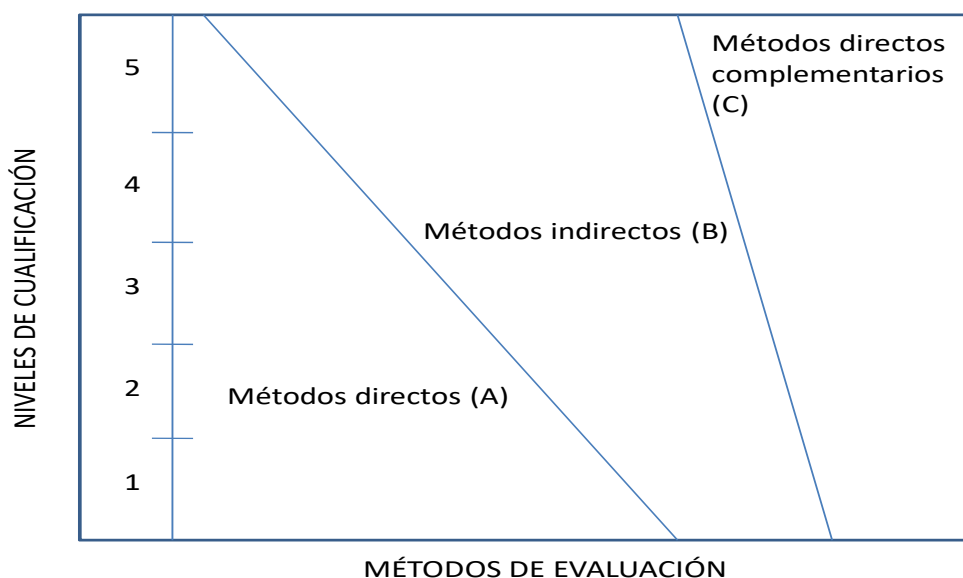 NIVELES DE CUALIFICACIÓN
5
4
3
2
1
Métodos directos
complementarios
(C)
Métodos indirectos (B)
Métodos directos (A)
MÉTODOS DE EVALUACIÓN